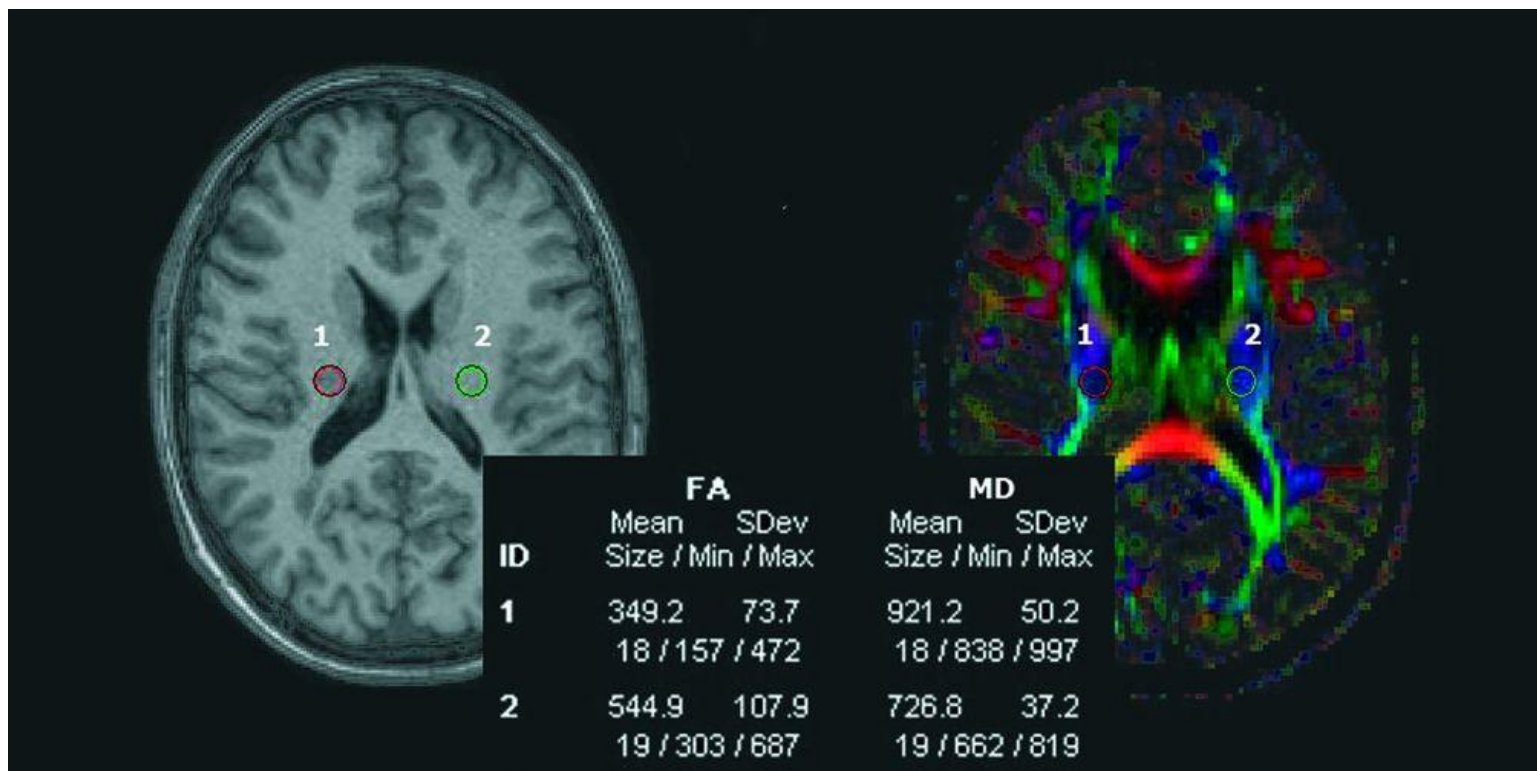 1 2
1 2
FA MD
Mean SDev Mean SDev
ID Size / Min / Max Size / Min / Max
1 349.2 73.7 921.2 50.2
18 / 157 / 472 18 / 838 / 997
2 544.9 107.9 726.8 37.2
19 / 303 / 687 19 / 662 / 819